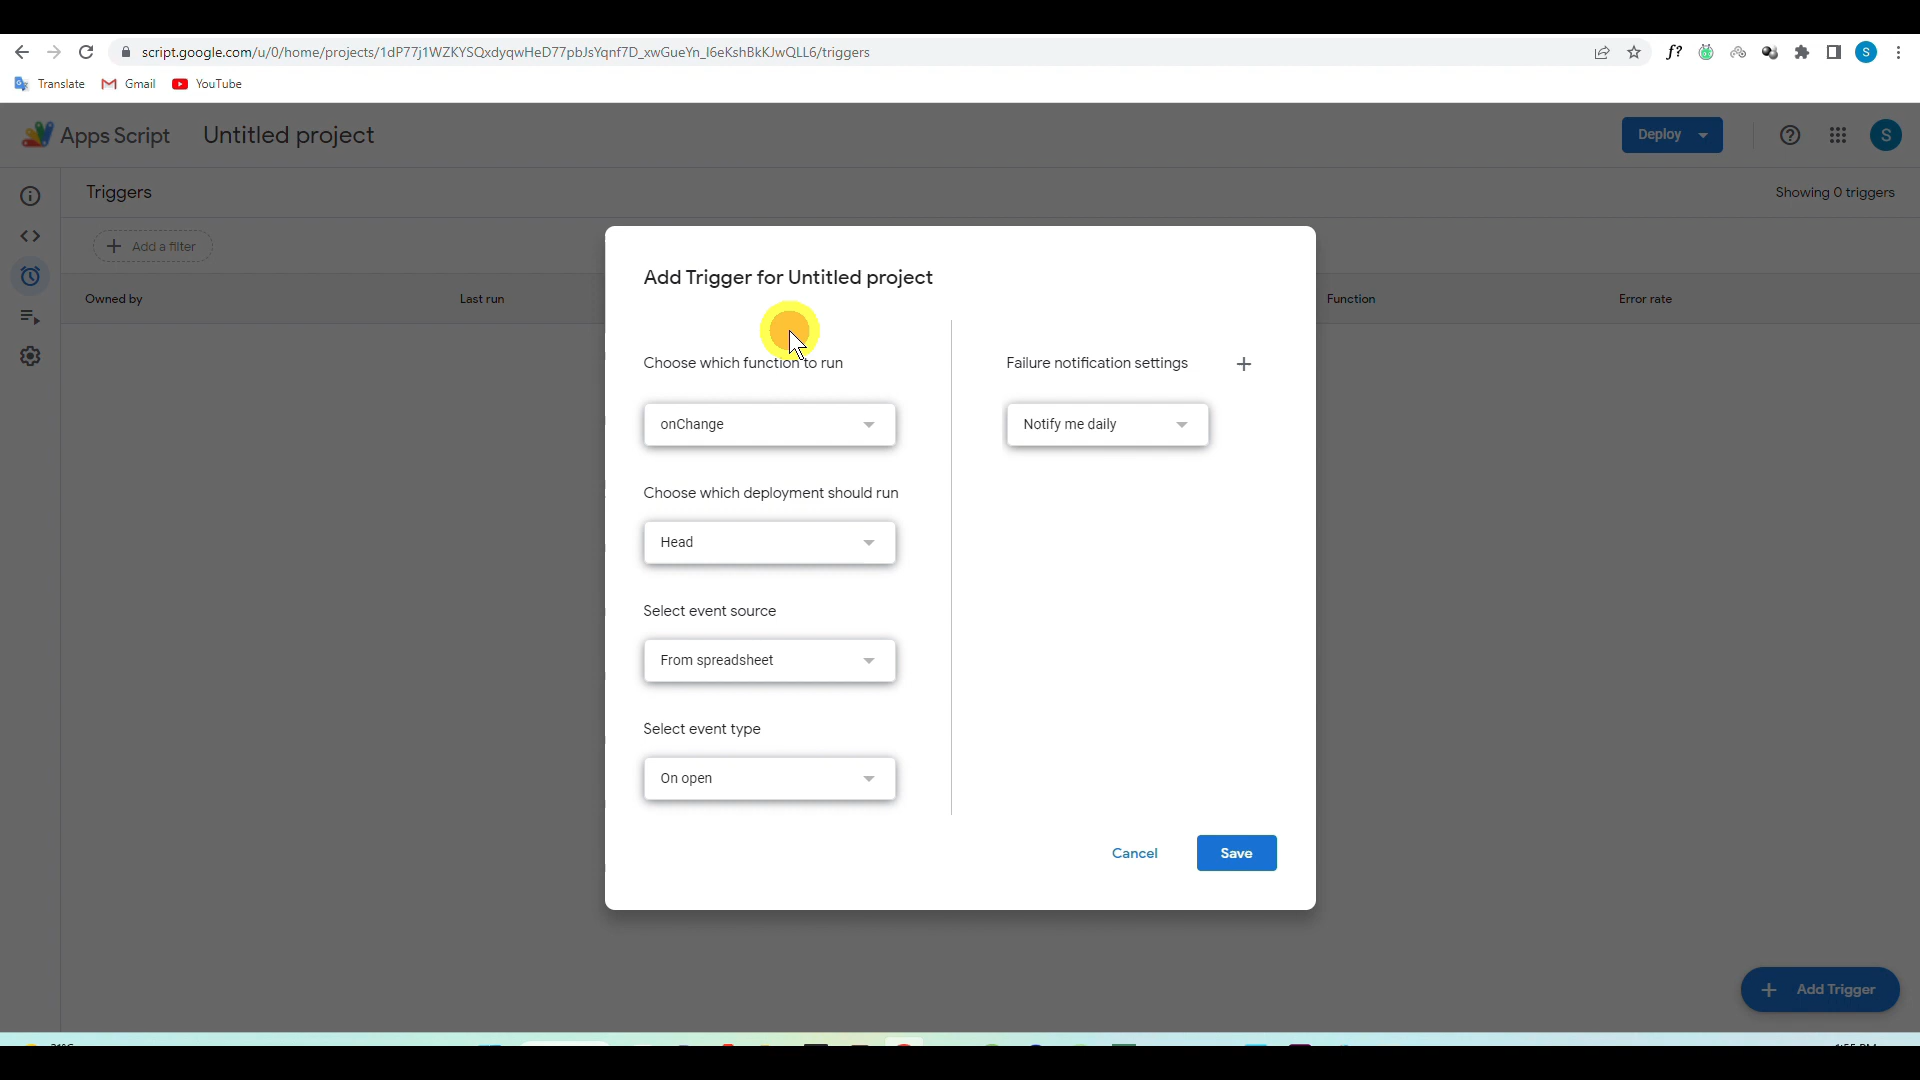 script.google.com/u/0/home/projects/1dP77j1WZKYSQxdyqwHeD77pbJsYqnf7D_xwGueYn_I6eKshBkKJwQLL6/triggers
f?
S
Translate
Gmail
YouTube
Apps Script
Untitled project
Deploy
S
Triggers
Showing 0 triggers
Add a filter
Owned by
Last run
Function
Error rate
Add Trigger for Untitled project
Choose which function to run
Failure notification settings
onChange
Notify me daily
Choose which deployment should run
Head
Select event source
From spreadsheet
Select event type
On open
Cancel
Save
Add Trigger